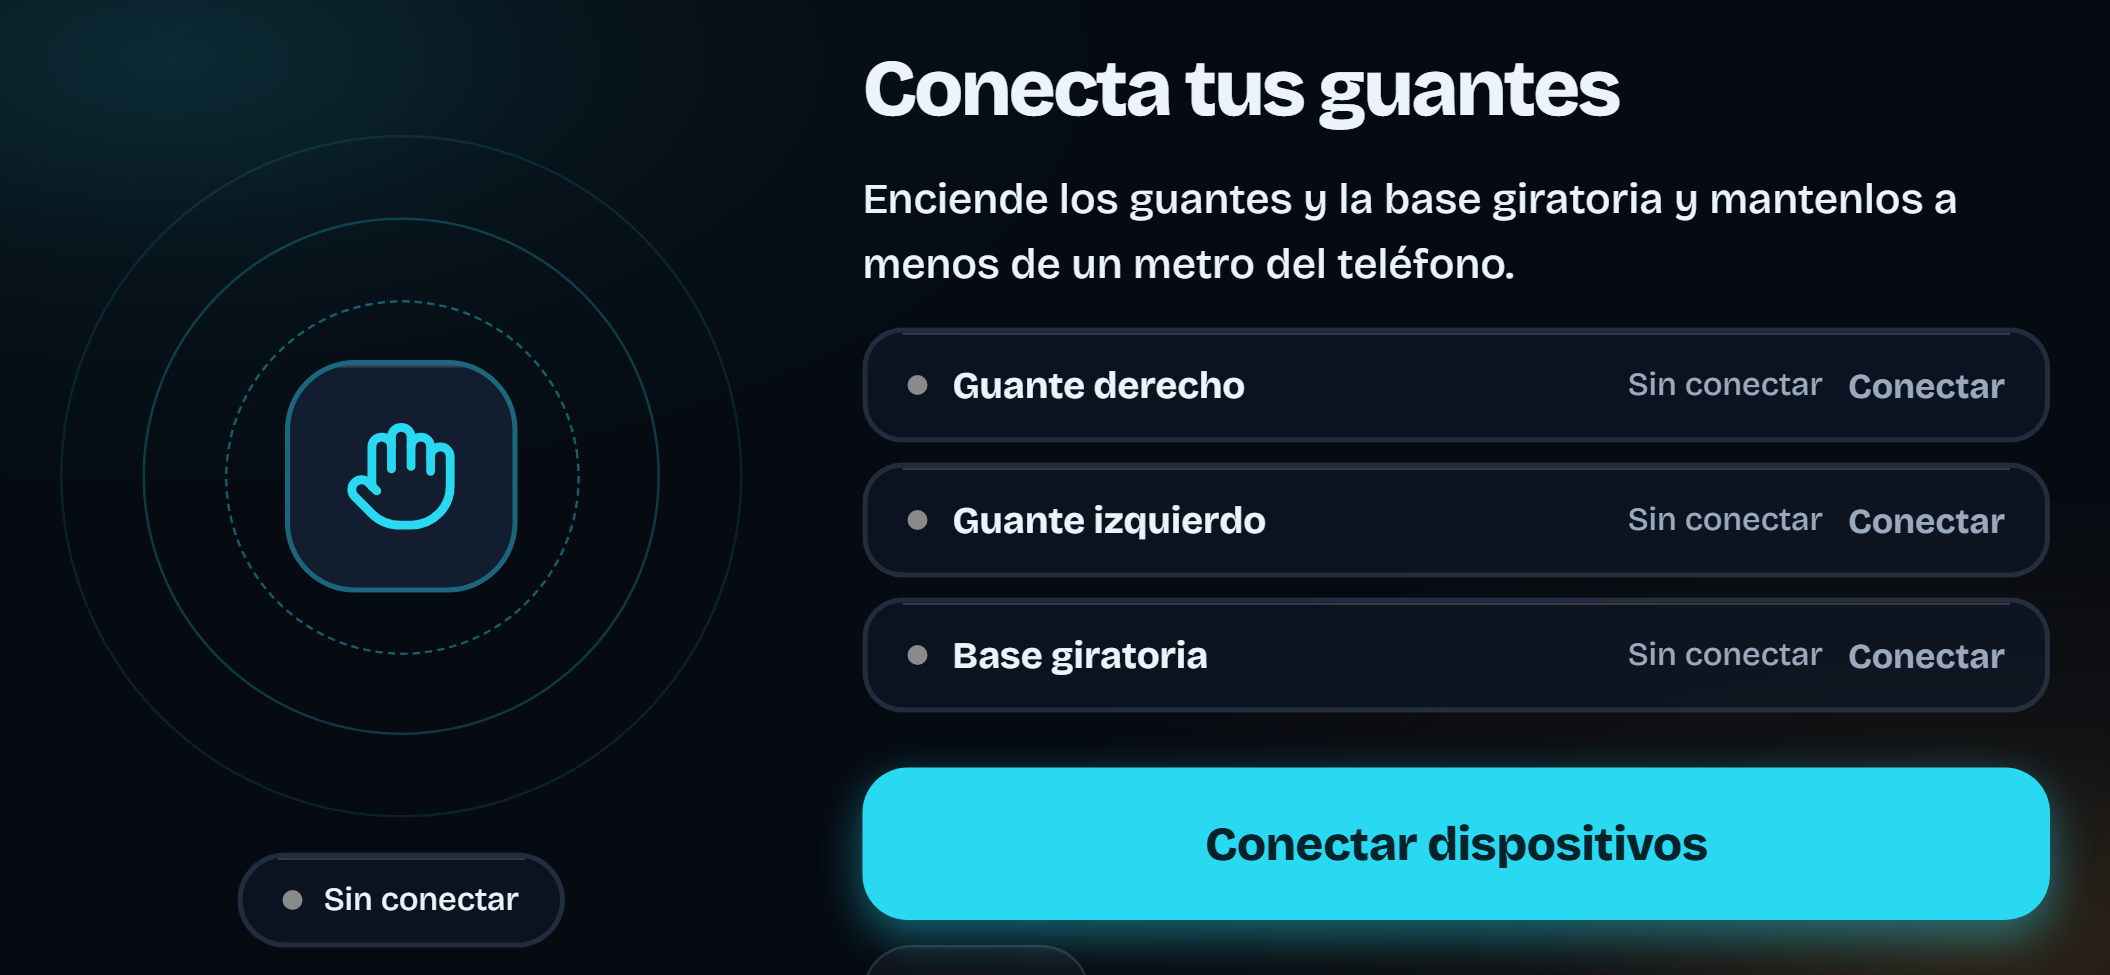 Conecta tus guantes
Enciende los guantes y la base giratoria y mantenlos a
menos de un metro del teléfono.
Guante derecho Sin conectar Conectar
Guante izquierdo Sin conectar Conectar
Base giratoria Sin conectar Conectar
Conectar dispositivos
Sin conectar